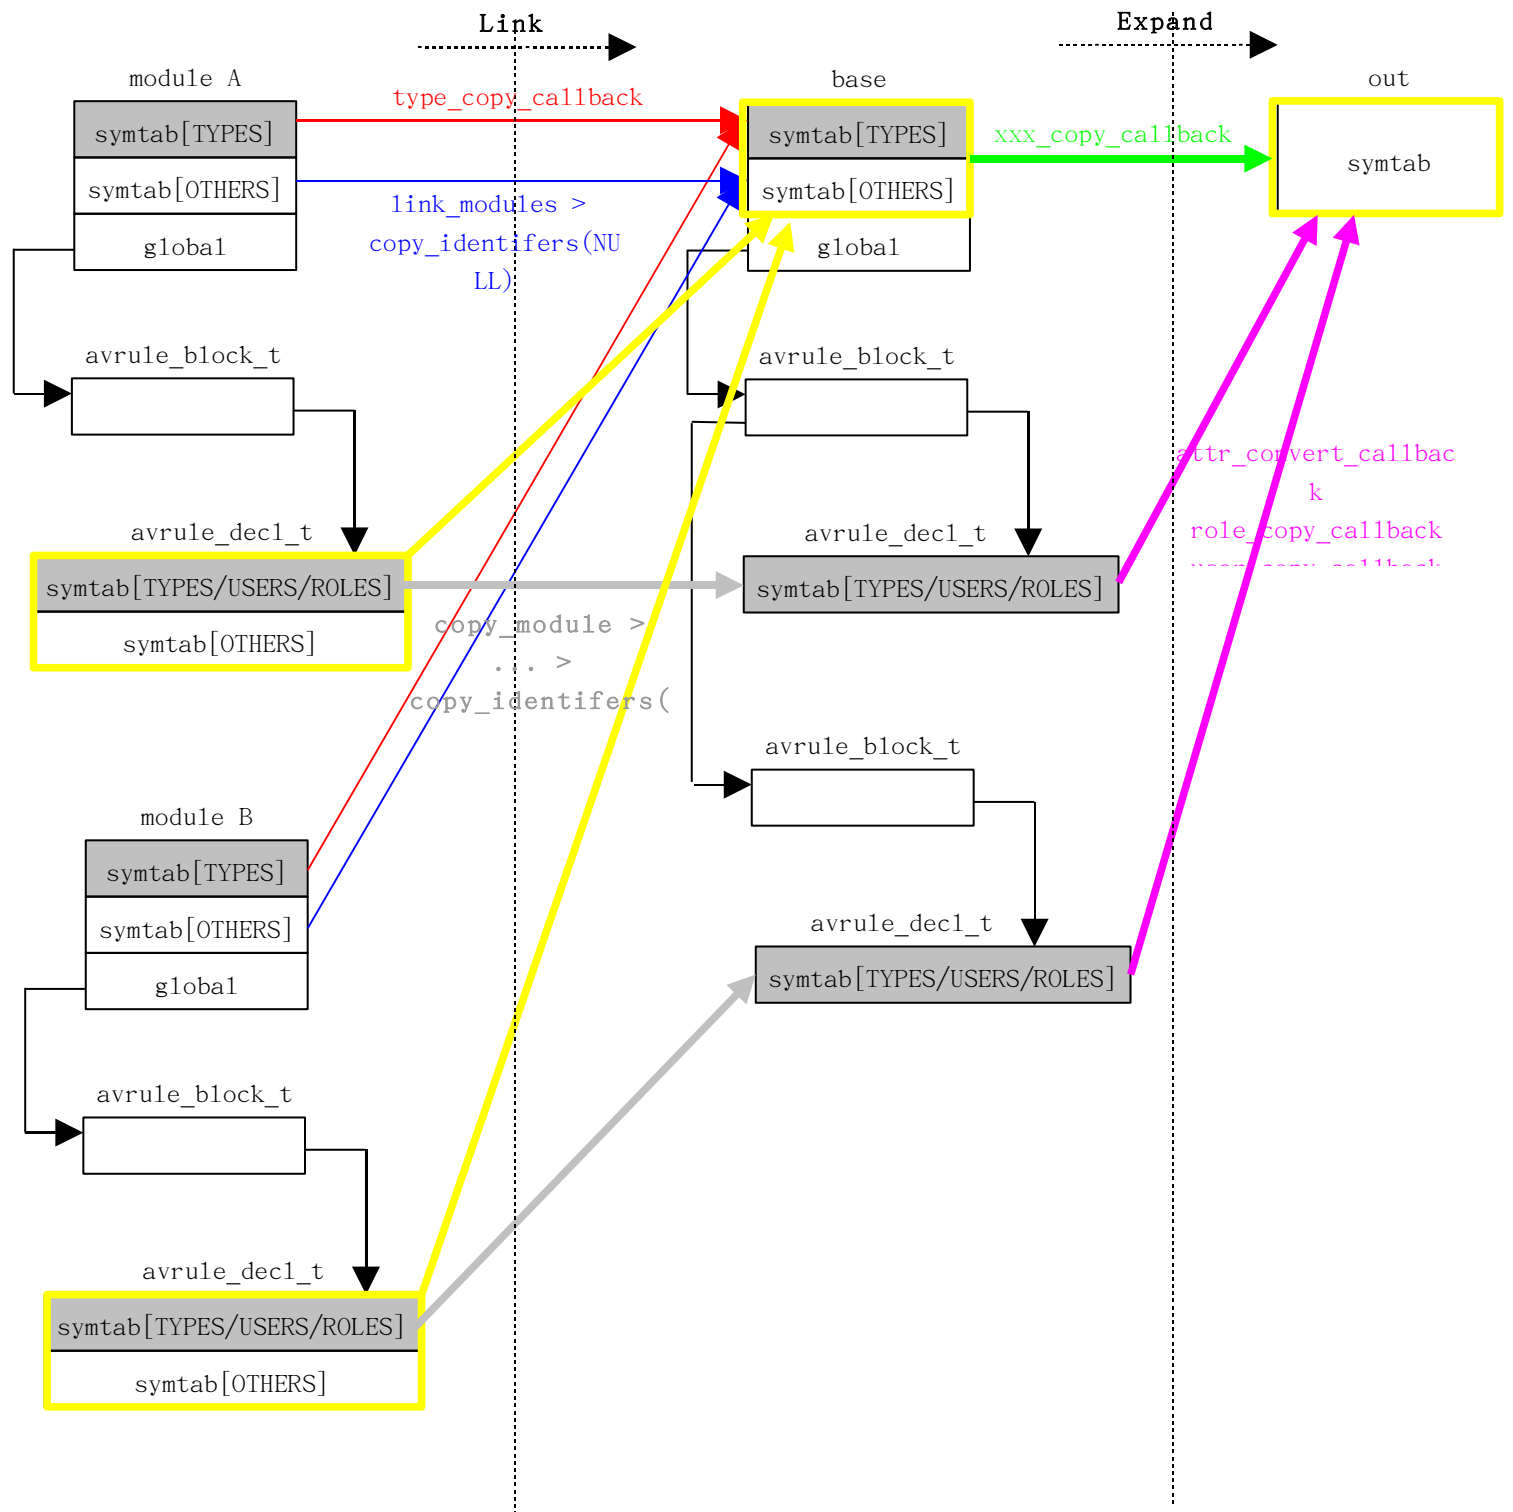 Link
Expand
module A
base
out
type_copy_callback
symtab[TYPES]
symtab[TYPES]
xxx_copy_callback
symtab
symtab[OTHERS]
symtab[OTHERS]
link_modules >
copy_identifers(NU
LL)
global
global
avrule_block_t
avrule_block_t
attr_convert_callbac
k
role_copy_callback
user_copy_callback
avrule_decl_t
avrule_decl_t
symtab[TYPES/USERS/ROLES]
symtab[TYPES/USERS/ROLES]
symtab[OTHERS]
copy_module >
... >
copy_identifers(
avrule_block_t
module B
symtab[TYPES]
symtab[OTHERS]
global
avrule_decl_t
symtab[TYPES/USERS/ROLES]
avrule_block_t
avrule_decl_t
symtab[TYPES/USERS/ROLES]
symtab[OTHERS]